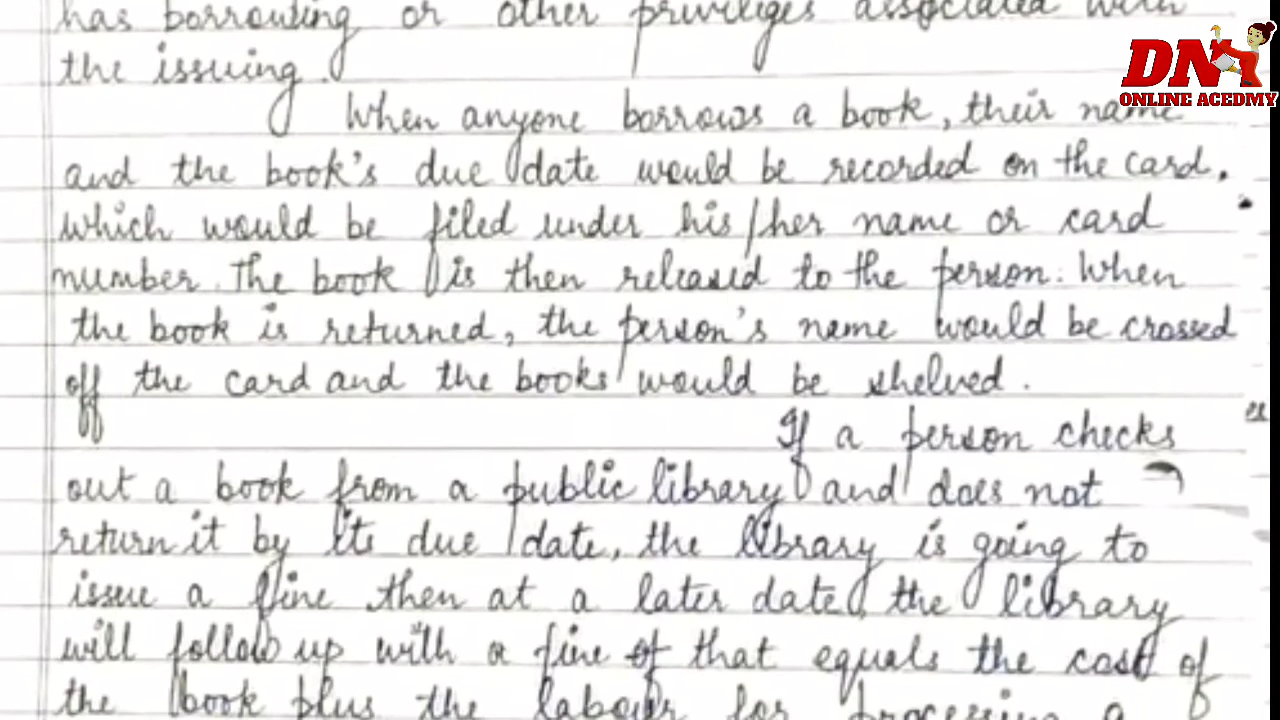 has borrowing or other priviliges associated with
the issuing.
When anyone borrows a book, their name
and the book's due date would be recorded on the card.
which would be filed under his/her name or card
number. The book is then released to the person. When
the book is returned, the person's name would be crossed
off the card and the books would be shelved.
If a person checks
out a book from a public library and does not
return it by its due date, the library is going to
issue a fine then at a later date, the library
will follow up with a fine of that equals the cost of
the book plus the labour for processing a
DN
ONLINE ACEDMY